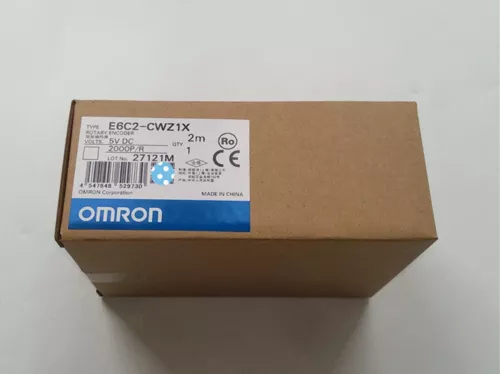 TYPE E6C2-CWZ1X
ROTARY ENCODER
VOLTS. 5V DC 2m
2000P/R QTY 1
LOT No. 27121M
Ro
4 547648 529730
OMRON Corporation
MADE IN CHINA
OMRON